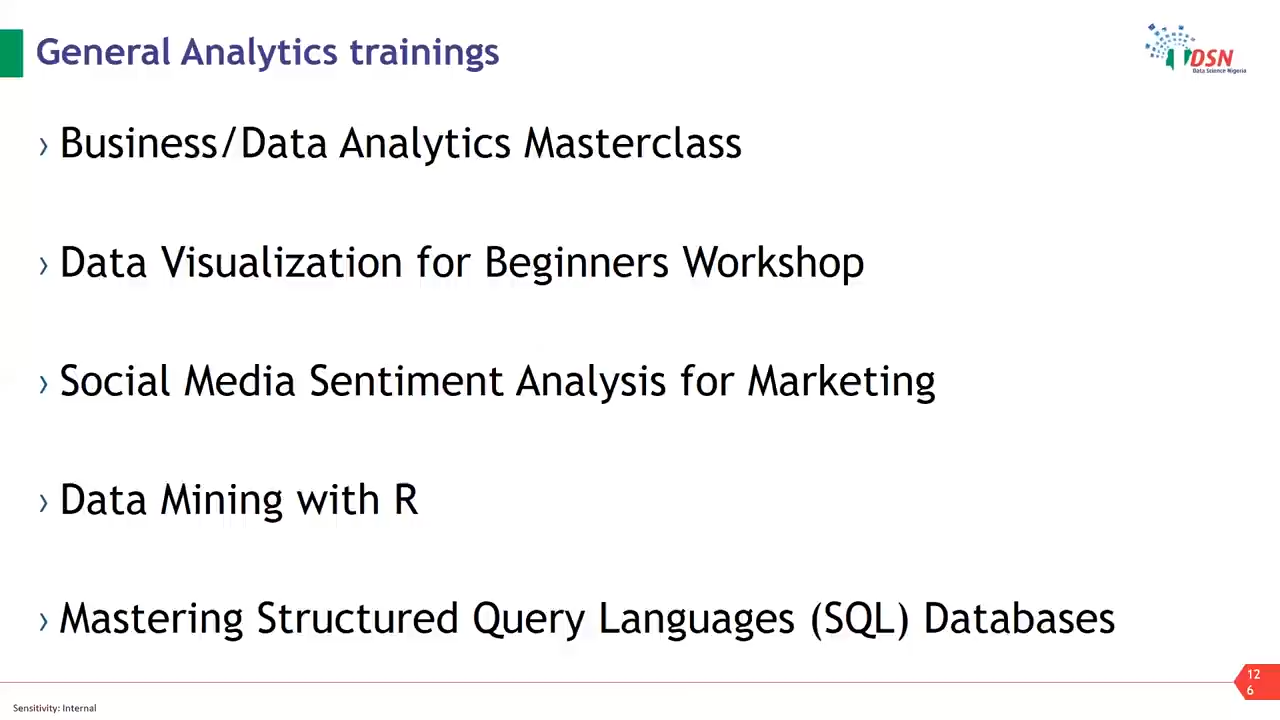 General Analytics trainings
DSN
Data Science Nigeria
› Business/Data Analytics Masterclass
› Data Visualization for Beginners Workshop
› Social Media Sentiment Analysis for Marketing
› Data Mining with R
› Mastering Structured Query Languages (SQL) Databases
12
6
Sensitivity: Internal